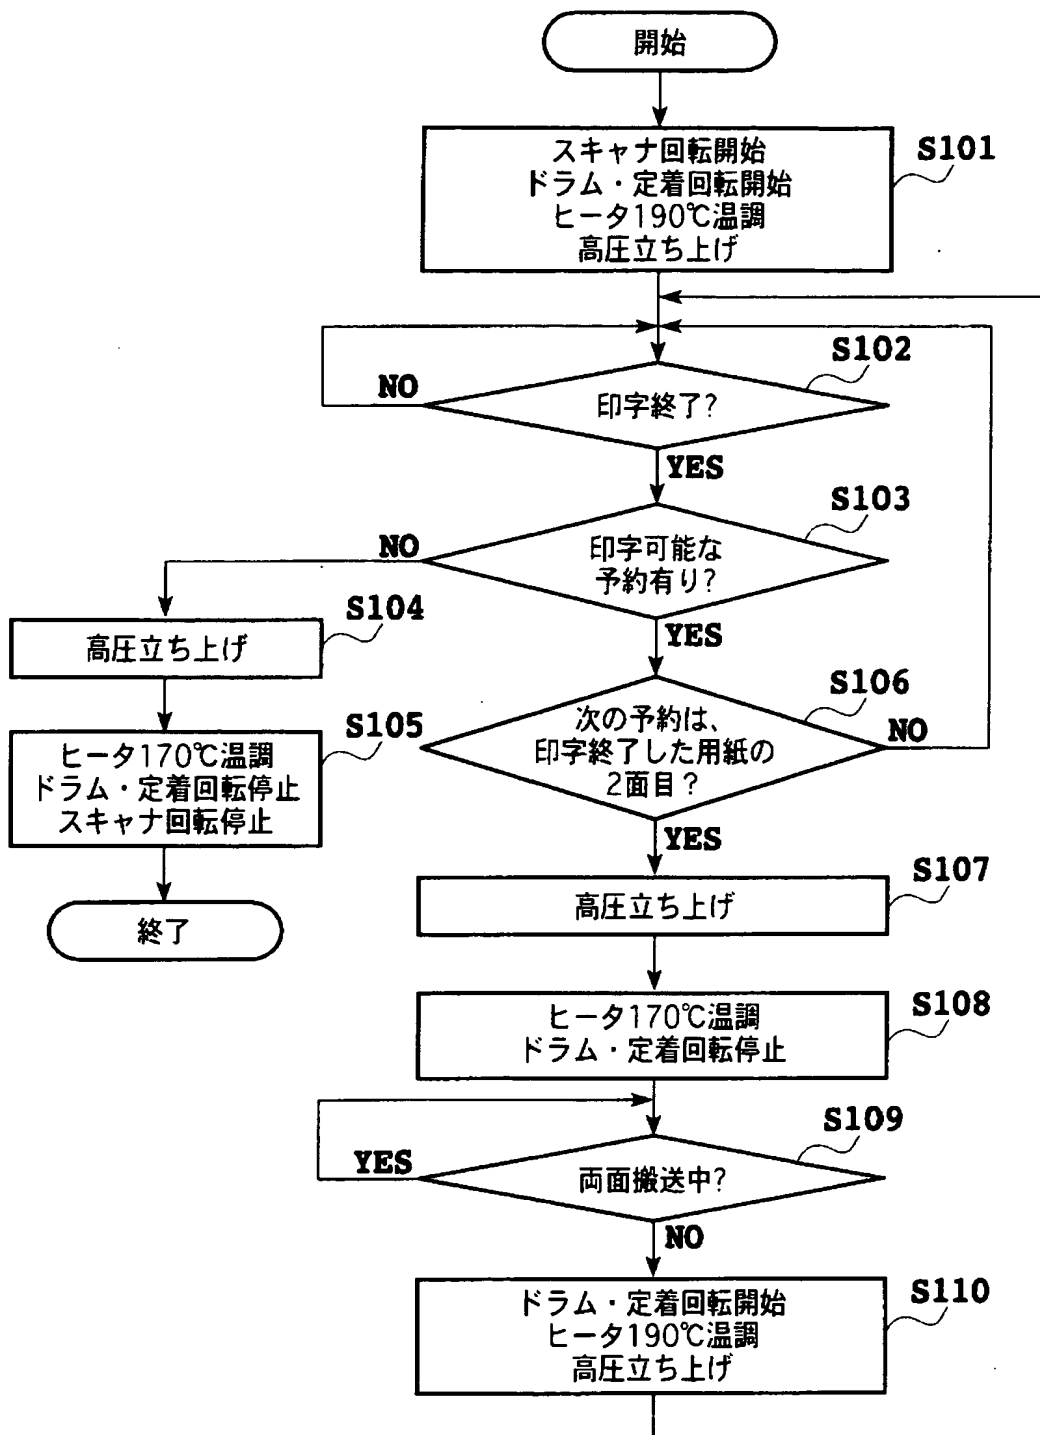 開始
スキャナ回転開始
ドラム・定着回転開始
ヒータ190℃温調
高圧立ち上げ
S101
S102
NO
印字終了?
YES
S103
NO
印字可能な
予約有り?
YES
S104
高圧立ち上げ
S105
ヒータ170℃温調
ドラム・定着回転停止
スキャナ回転停止
終了
S106
次の予約は、
印字終了した用紙の
2面目?
NO
YES
S107
高圧立ち上げ
S108
ヒータ170℃温調
ドラム・定着回転停止
S109
YES
両面搬送中?
NO
S110
ドラム・定着回転開始
ヒータ190℃温調
高圧立ち上げ